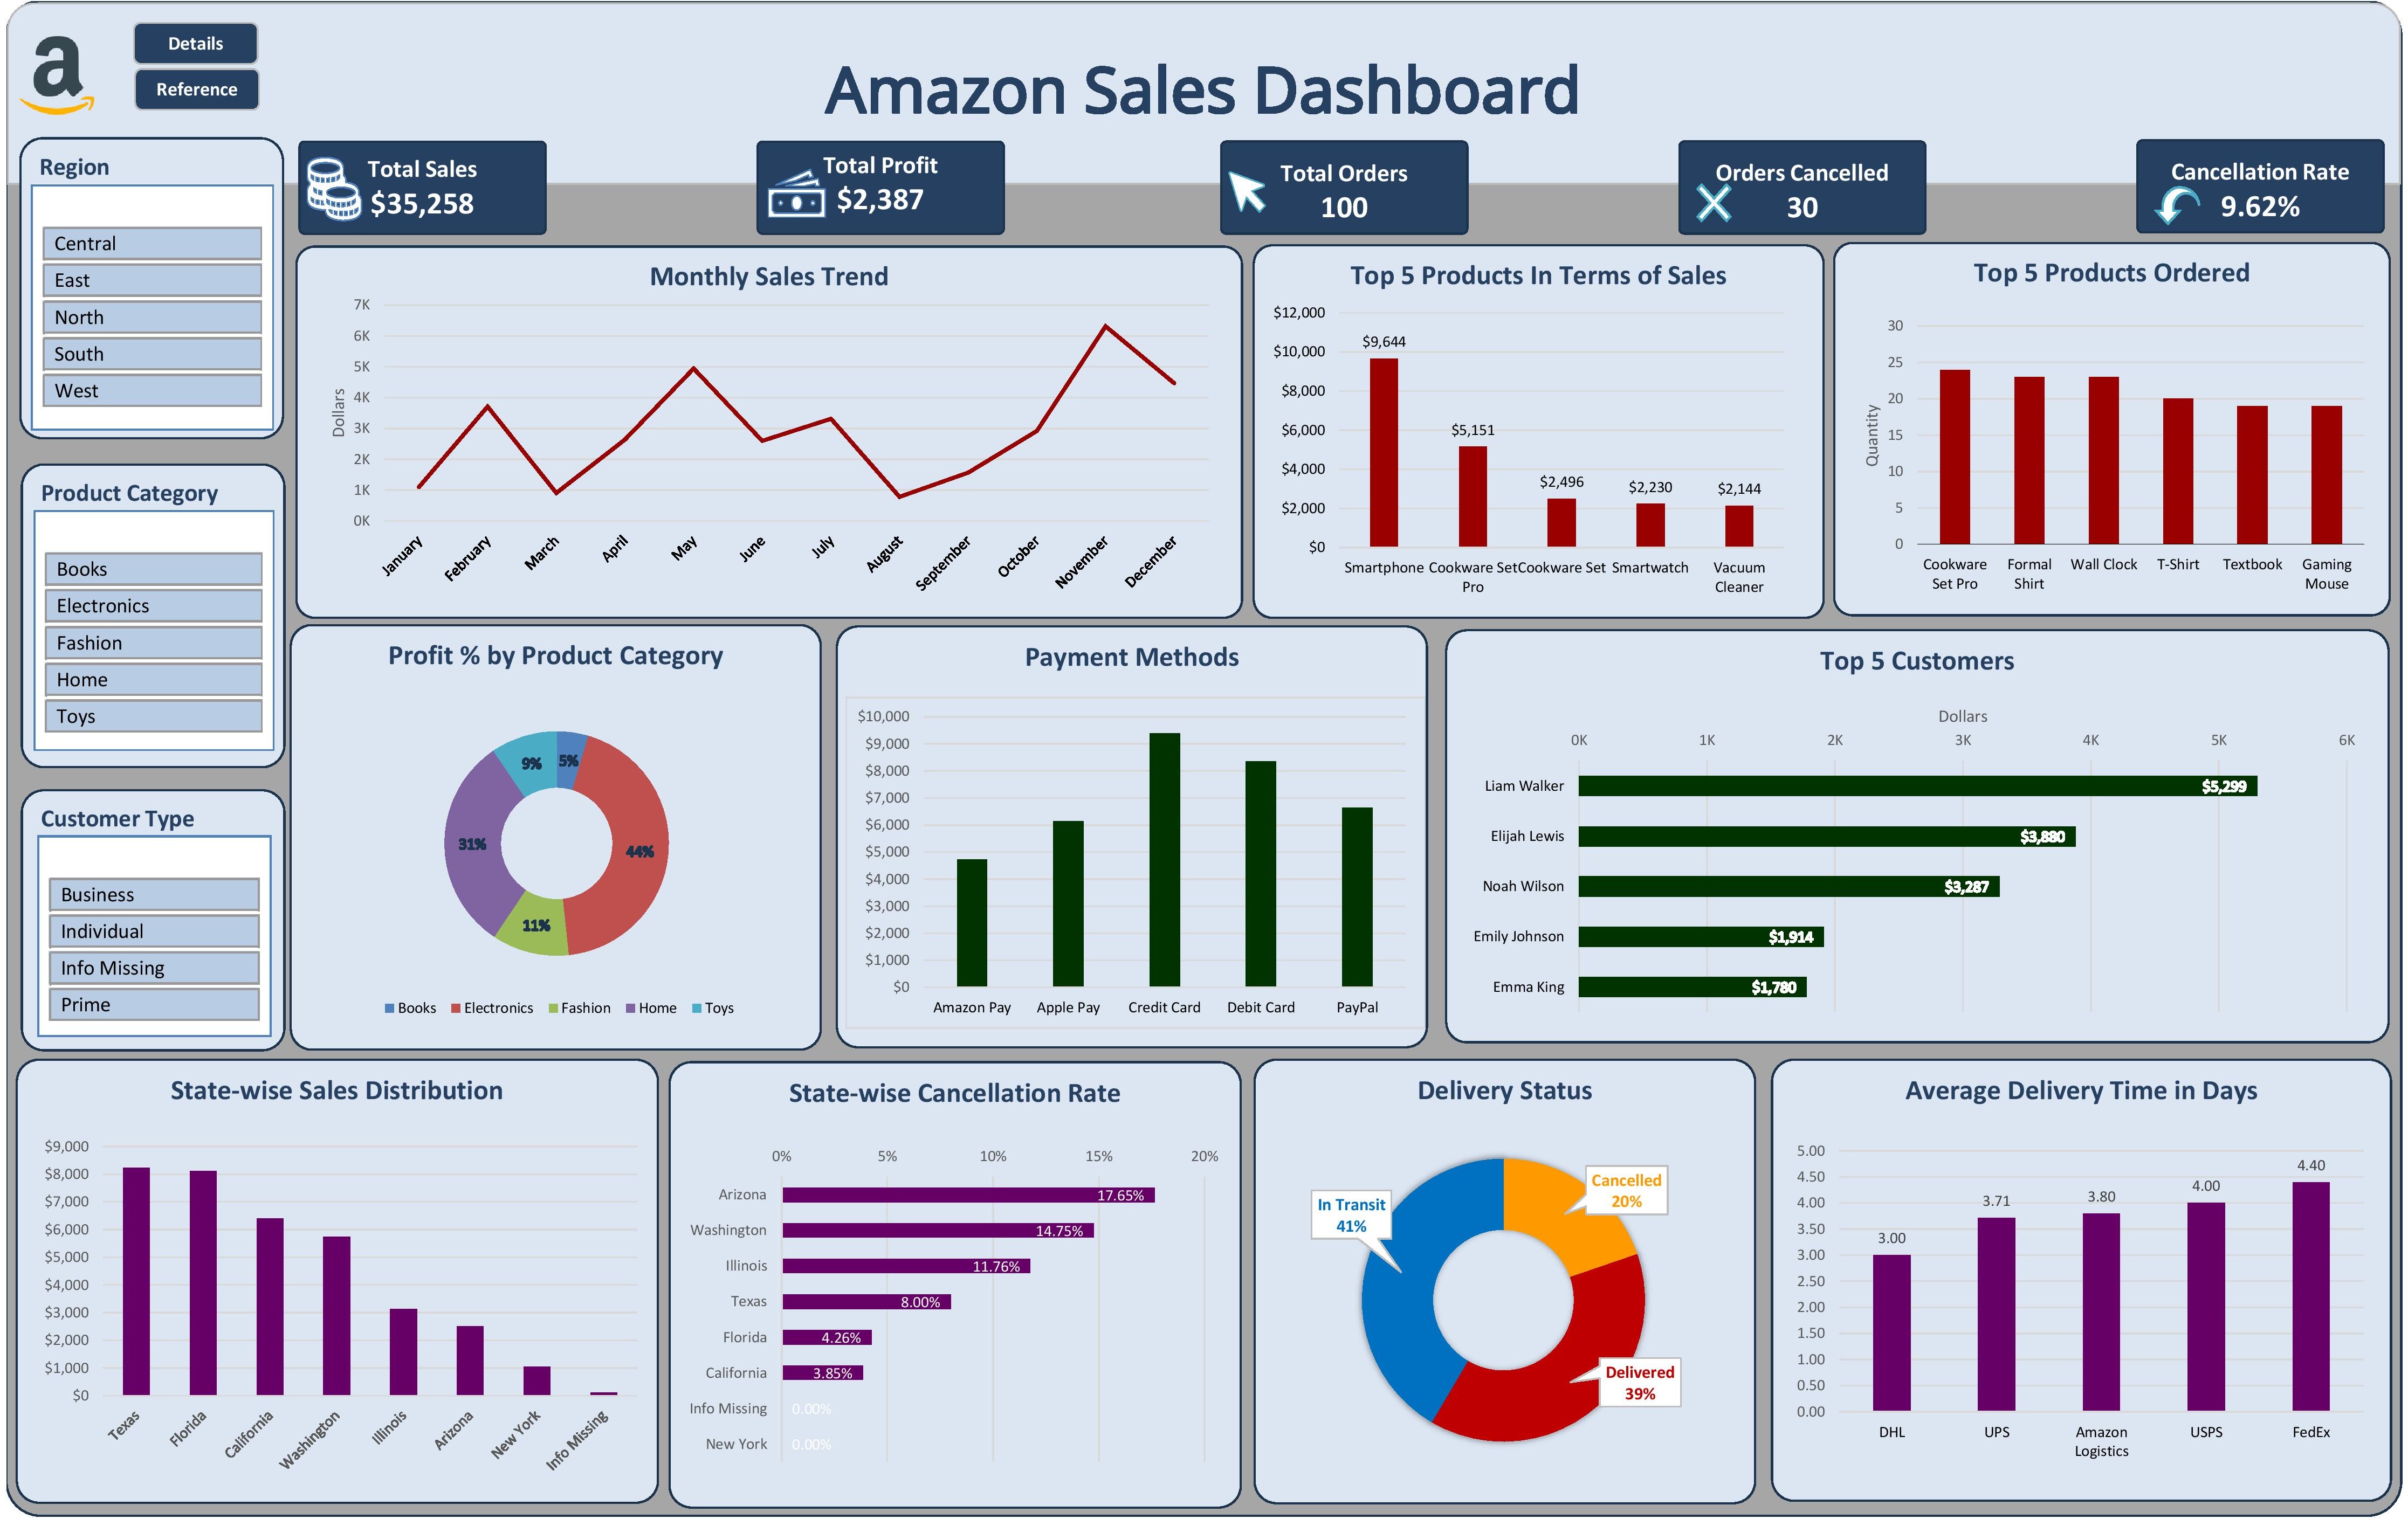 a
Details
Reference
Amazon Sales Dashboard
Region
Central
East
North
South
West
Product Category
Books
Electronics
Fashion
Home
Toys
Customer Type
Business
Individual
Info Missing
Prime
Total Sales
$35,258
Total Profit
$2,387
Total Orders
100
Orders Cancelled
30
Cancellation Rate
9.62%
Monthly Sales Trend
Dollars
7K
6K
5K
4K
3K
2K
1K
0K
January
February
March
April
May
June
July
August
September
October
November
December
Top 5 Products In Terms of Sales
$12,000
$10,000
$8,000
$6,000
$4,000
$2,000
$0
$9,644
$5,151
$2,496
$2,230
$2,144
Smartphone
Cookware Set
Pro
Cookware Set
Smartwatch
Vacuum
Cleaner
Top 5 Products Ordered
Quantity
30
25
20
15
10
5
0
Cookware
Set Pro
Formal
Shirt
Wall Clock
T-Shirt
Textbook
Gaming
Mouse
Profit % by Product Category
5%
44%
11%
31%
9%
Books
Electronics
Fashion
Home
Toys
Payment Methods
$10,000
$9,000
$8,000
$7,000
$6,000
$5,000
$4,000
$3,000
$2,000
$1,000
$0
Amazon Pay
Apple Pay
Credit Card
Debit Card
PayPal
Top 5 Customers
Dollars
0K
1K
2K
3K
4K
5K
6K
Liam Walker
$5,299
Elijah Lewis
$3,880
Noah Wilson
$3,287
Emily Johnson
$1,914
Emma King
$1,780
State-wise Sales Distribution
$9,000
$8,000
$7,000
$6,000
$5,000
$4,000
$3,000
$2,000
$1,000
$0
Texas
Florida
California
Washington
Illinois
Arizona
New York
Info Missing
State-wise Cancellation Rate
0%
5%
10%
15%
20%
Arizona
17.65%
Washington
14.75%
Illinois
11.76%
Texas
8.00%
Florida
4.26%
California
3.85%
Info Missing
0.00%
New York
0.00%
Delivery Status
Cancelled
20%
In Transit
41%
Delivered
39%
Average Delivery Time in Days
5.00
4.50
4.00
3.50
3.00
2.50
2.00
1.50
1.00
0.50
0.00
3.00
3.71
3.80
4.00
4.40
DHL
UPS
Amazon
Logistics
USPS
FedEx